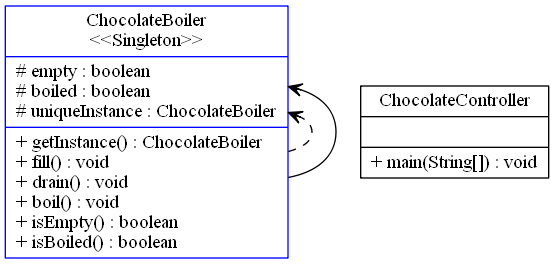 ChocolateBoiler
<<Singleton>>
# empty : boolean
# boiled : boolean
# uniqueInstance : ChocolateBoiler
+ getInstance() : ChocolateBoiler
+ fill() : void
+ drain() : void
+ boil() : void
+ isEmpty() : boolean
+ isBoiled() : boolean
ChocolateController
+ main(String[]) : void